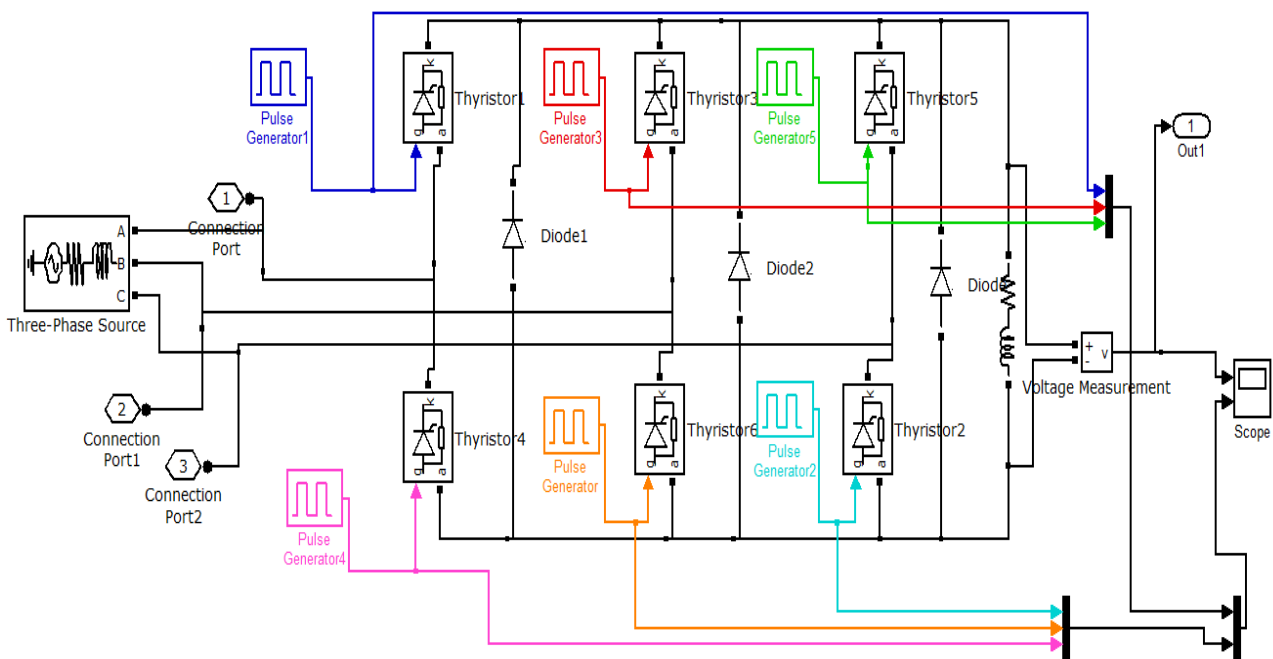 k
g
a
Thyristor1
k
g
a
Thyristor3
k
g
a
Thyristor5
Pulse
Generator1
Pulse
Generator3
Pulse
Generator5
1
Out1
1
Connection
Port
A
B
C
Three-Phase Source
Diode1
Diode2
Diode
+
-
v
Voltage Measurement
2
Connection
Port1
3
Connection
Port2
k
g
a
Thyristor4
k
g
a
Thyristor6
k
g
a
Thyristor2
Pulse
Generator4
Pulse
Generator
Pulse
Generator2
Scope